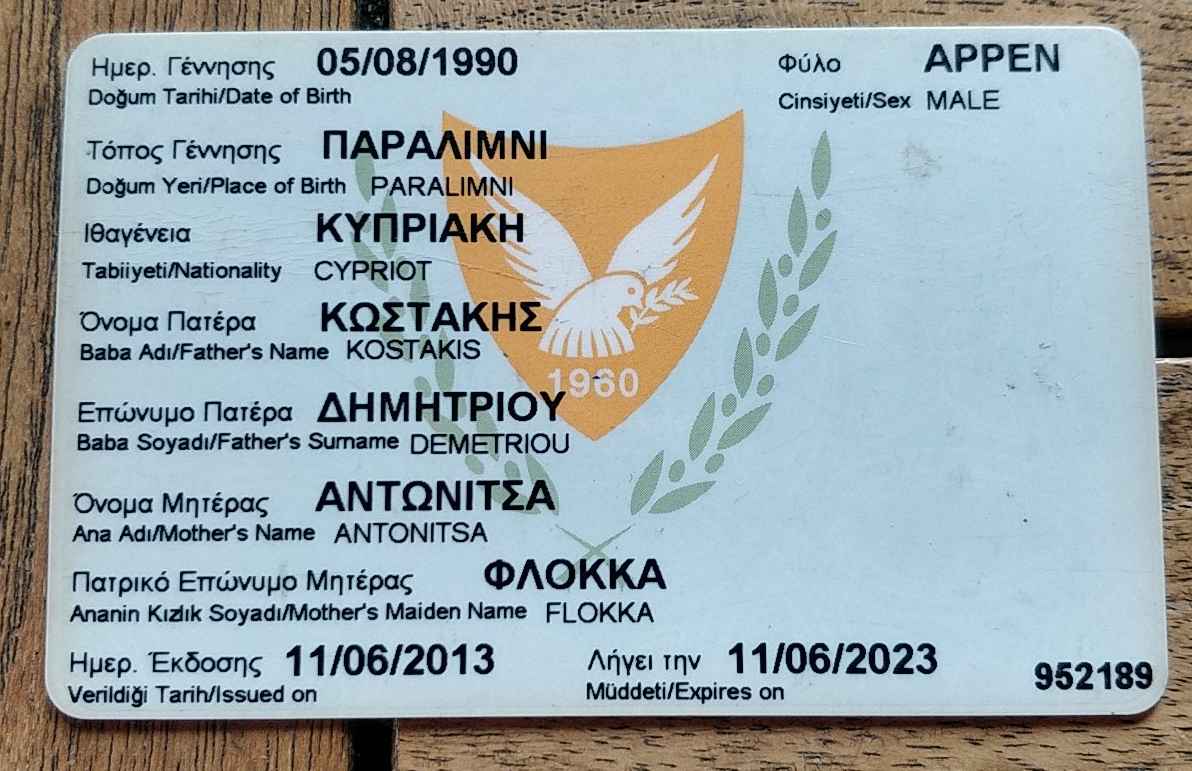 Ημερ. Γέννησης 05/08/1990 Φύλο ΑΡΡΕΝ
Doğum Tarihi/Date of Birth Cinsiyeti/Sex MALE
Τόπος Γέννησης ΠΑΡΑΛΙΜΝΙ
Doğum Yeri/Place of Birth PARALIMNI
Ιθαγένεια ΚΥΠΡΙΑΚΗ
Tabiiyeti/Nationality CYPRIOT
Όνομα Πατέρα ΚΩΣΤΑΚΗΣ
Baba Adı/Father's Name KOSTAKIS
1960
Επώνυμο Πατέρα ΔΗΜΗΤΡΙΟΥ
Baba Soyadı/Father's Surname DEMETRIOU
Όνομα Μητέρας ΑΝΤΩΝΙΤΣΑ
Ana Adı/Mother's Name ANTONITSA
Πατρικό Επώνυμο Μητέρας ΦΛΟΚΚΑ
Ananin Kızlık Soyadı/Mother's Maiden Name FLOKKA
Ημερ. Έκδοσης 11/06/2013 Λήγει την 11/06/2023
Verildiği Tarih/Issued on Müddeti/Expires on 952189